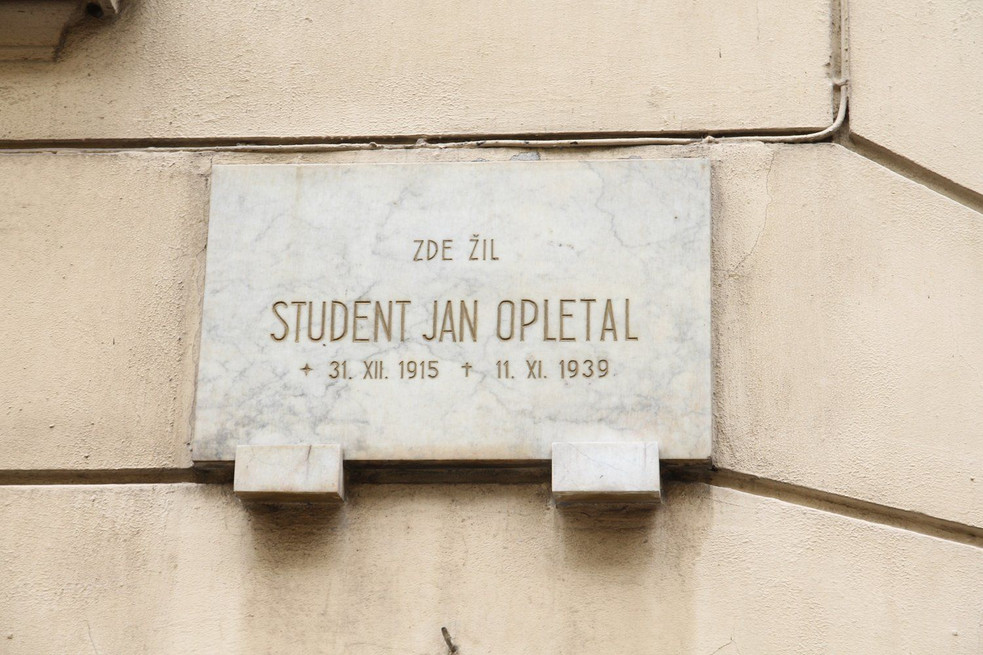 ZDE ŽIL
STUDENT JAN OPLETAL
✦ 31. XII. 1915 ✝ 11. XI. 1939